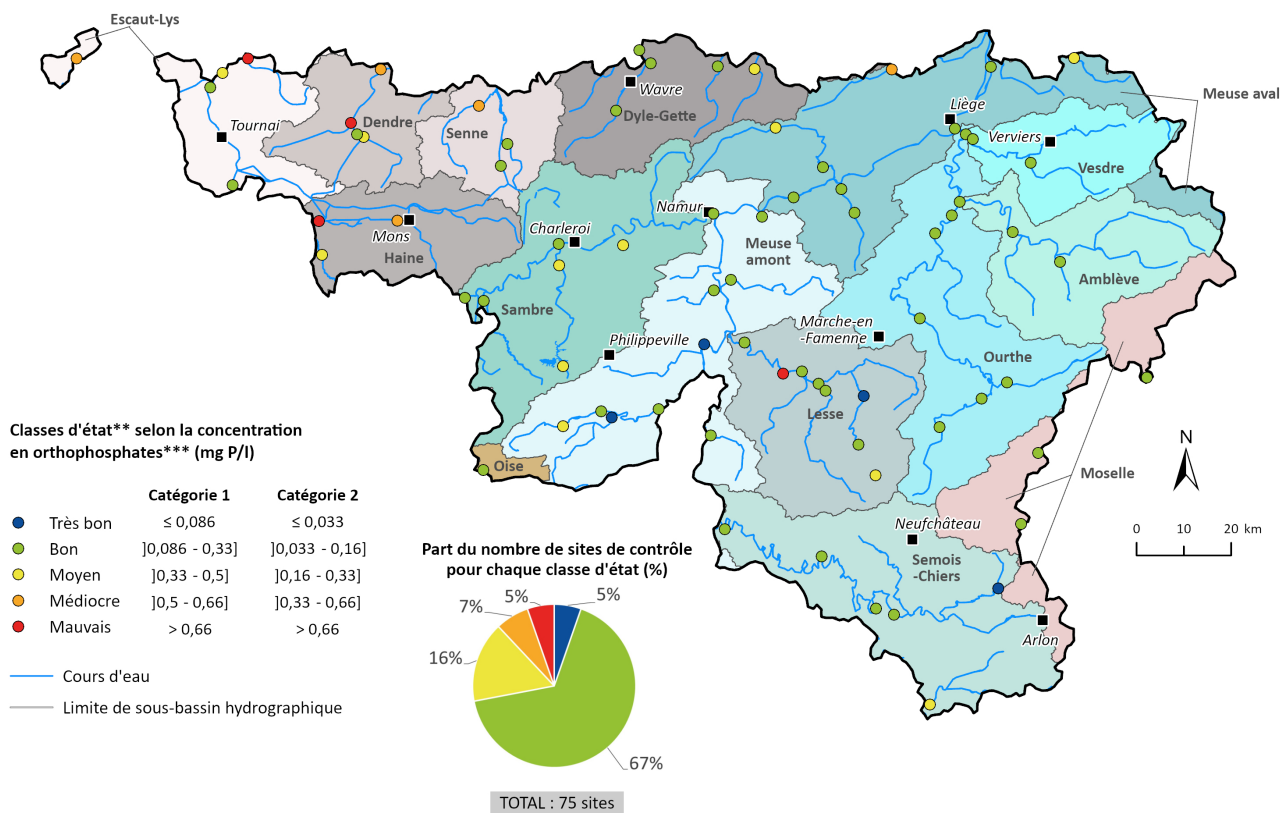 Escaut-Lys
Meuse aval
Tournai
Dendre
Senne
Wavre
Dyle-Gette
Liège
Verviers
Vesdre
Mons
Haine
Charleroi
Namur
Meuse
amont
Amblève
Sambre
Philippeville
Marche-en
-Famenne
Ourthe
Lesse
Oise
Moselle
Neufchâteau
Semois
-Chiers
Arlon
N
0 10 20 km
Classes d'état** selon la concentration
en orthophosphates*** (mg P/l)
Catégorie 1 Catégorie 2
Très bon ≤ 0,086 ≤ 0,033
Bon ]0,086 - 0,33] ]0,033 - 0,16]
Moyen ]0,33 - 0,5] ]0,16 - 0,33]
Médiocre ]0,5 - 0,66] ]0,33 - 0,66]
Mauvais > 0,66 > 0,66
Cours d'eau
Limite de sous-bassin hydrographique
Part du nombre de sites de contrôle
pour chaque classe d'état (%)
5%
5%
7%
16%
67%
TOTAL : 75 sites